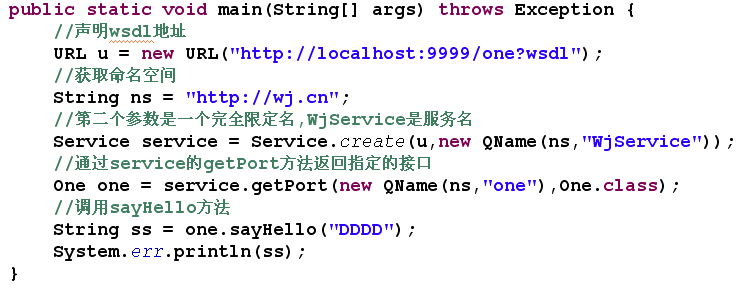 public static void main(String[] args) throws Exception {
//声明wsdl地址
URL u = new URL("http://localhost:9999/one?wsdl");
//获取命名空间
String ns = "http://wj.cn";
//第二个参数是一个完全限定名,WjService是服务名
Service service = Service.create(u,new QName(ns,"WjService"));
//通过service的getPort方法返回指定的接口
One one = service.getPort(new QName(ns,"one"),One.class);
//调用sayHello方法
String ss = one.sayHello("DDDD");
System.err.println(ss);
}